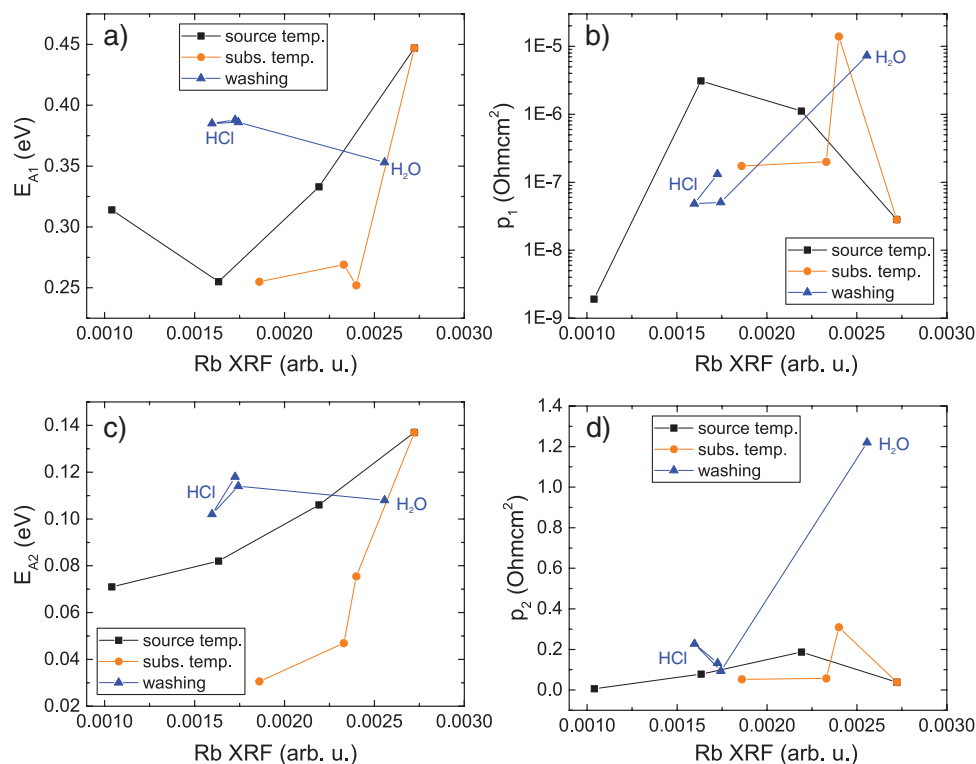 a)
source temp.
subs. temp.
washing
HCl
H₂O
E_A1 (eV)
0.45
0.40
0.35
0.30
0.25
0.0010 0.0015 0.0020 0.0025 0.0030
Rb XRF (arb. u.)
b)
H₂O
HCl
source temp.
subs. temp.
washing
p₁ (Ohmcm²)
1E-5
1E-6
1E-7
1E-8
1E-9
0.0010 0.0015 0.0020 0.0025 0.0030
Rb XRF (arb. u.)
c)
HCl
H₂O
source temp.
subs. temp.
washing
E_A2 (eV)
0.14
0.12
0.10
0.08
0.06
0.04
0.02
0.0010 0.0015 0.0020 0.0025 0.0030
Rb XRF (arb. u.)
d)
source temp.
subs. temp.
washing
H₂O
HCl
p₂ (Ohmcm²)
1.4
1.2
1.0
0.8
0.6
0.4
0.2
0.0
0.0010 0.0015 0.0020 0.0025 0.0030
Rb XRF (arb. u.)